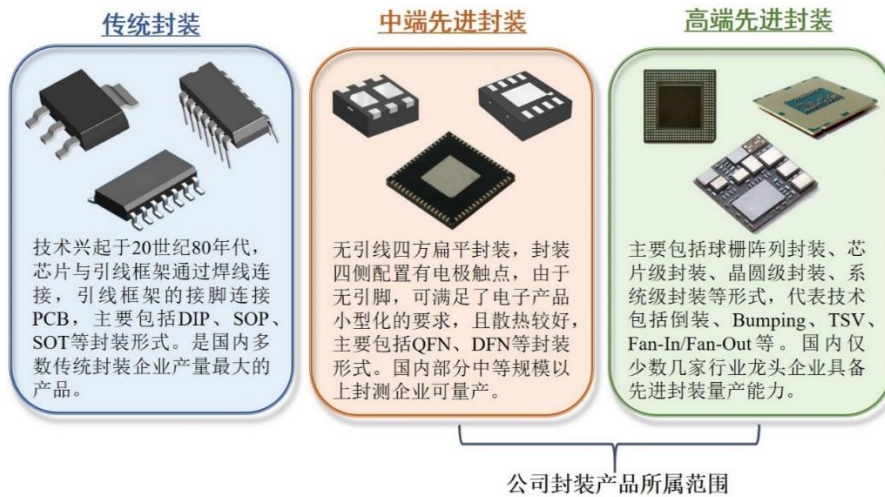 传统封装
中端先进封装
高端先进封装
技术兴起于20世纪80年代，
芯片与引线框架通过焊线连
接，引线框架的接脚连接
PCB，主要包括DIP、SOP、
SOT等封装形式。是国内多
数传统封装企业产量最大的
产品。
无引线四方扁平封装，封装
四侧配置有电极触点，由于
无引脚，可满足了电子产品
小型化的要求，且散热较好，
主要包括QFN、DFN等封装
形式。国内部分中等规模以
上封测企业可量产。
主要包括球栅阵列封装、芯
片级封装、晶圆级封装、系
统级封装等形式，代表技术
包括倒装、Bumping、TSV、
Fan-In/Fan-Out 等。国内仅
少数几家行业龙头企业具备
先进封装量产能力。
公司封装产品所属范围